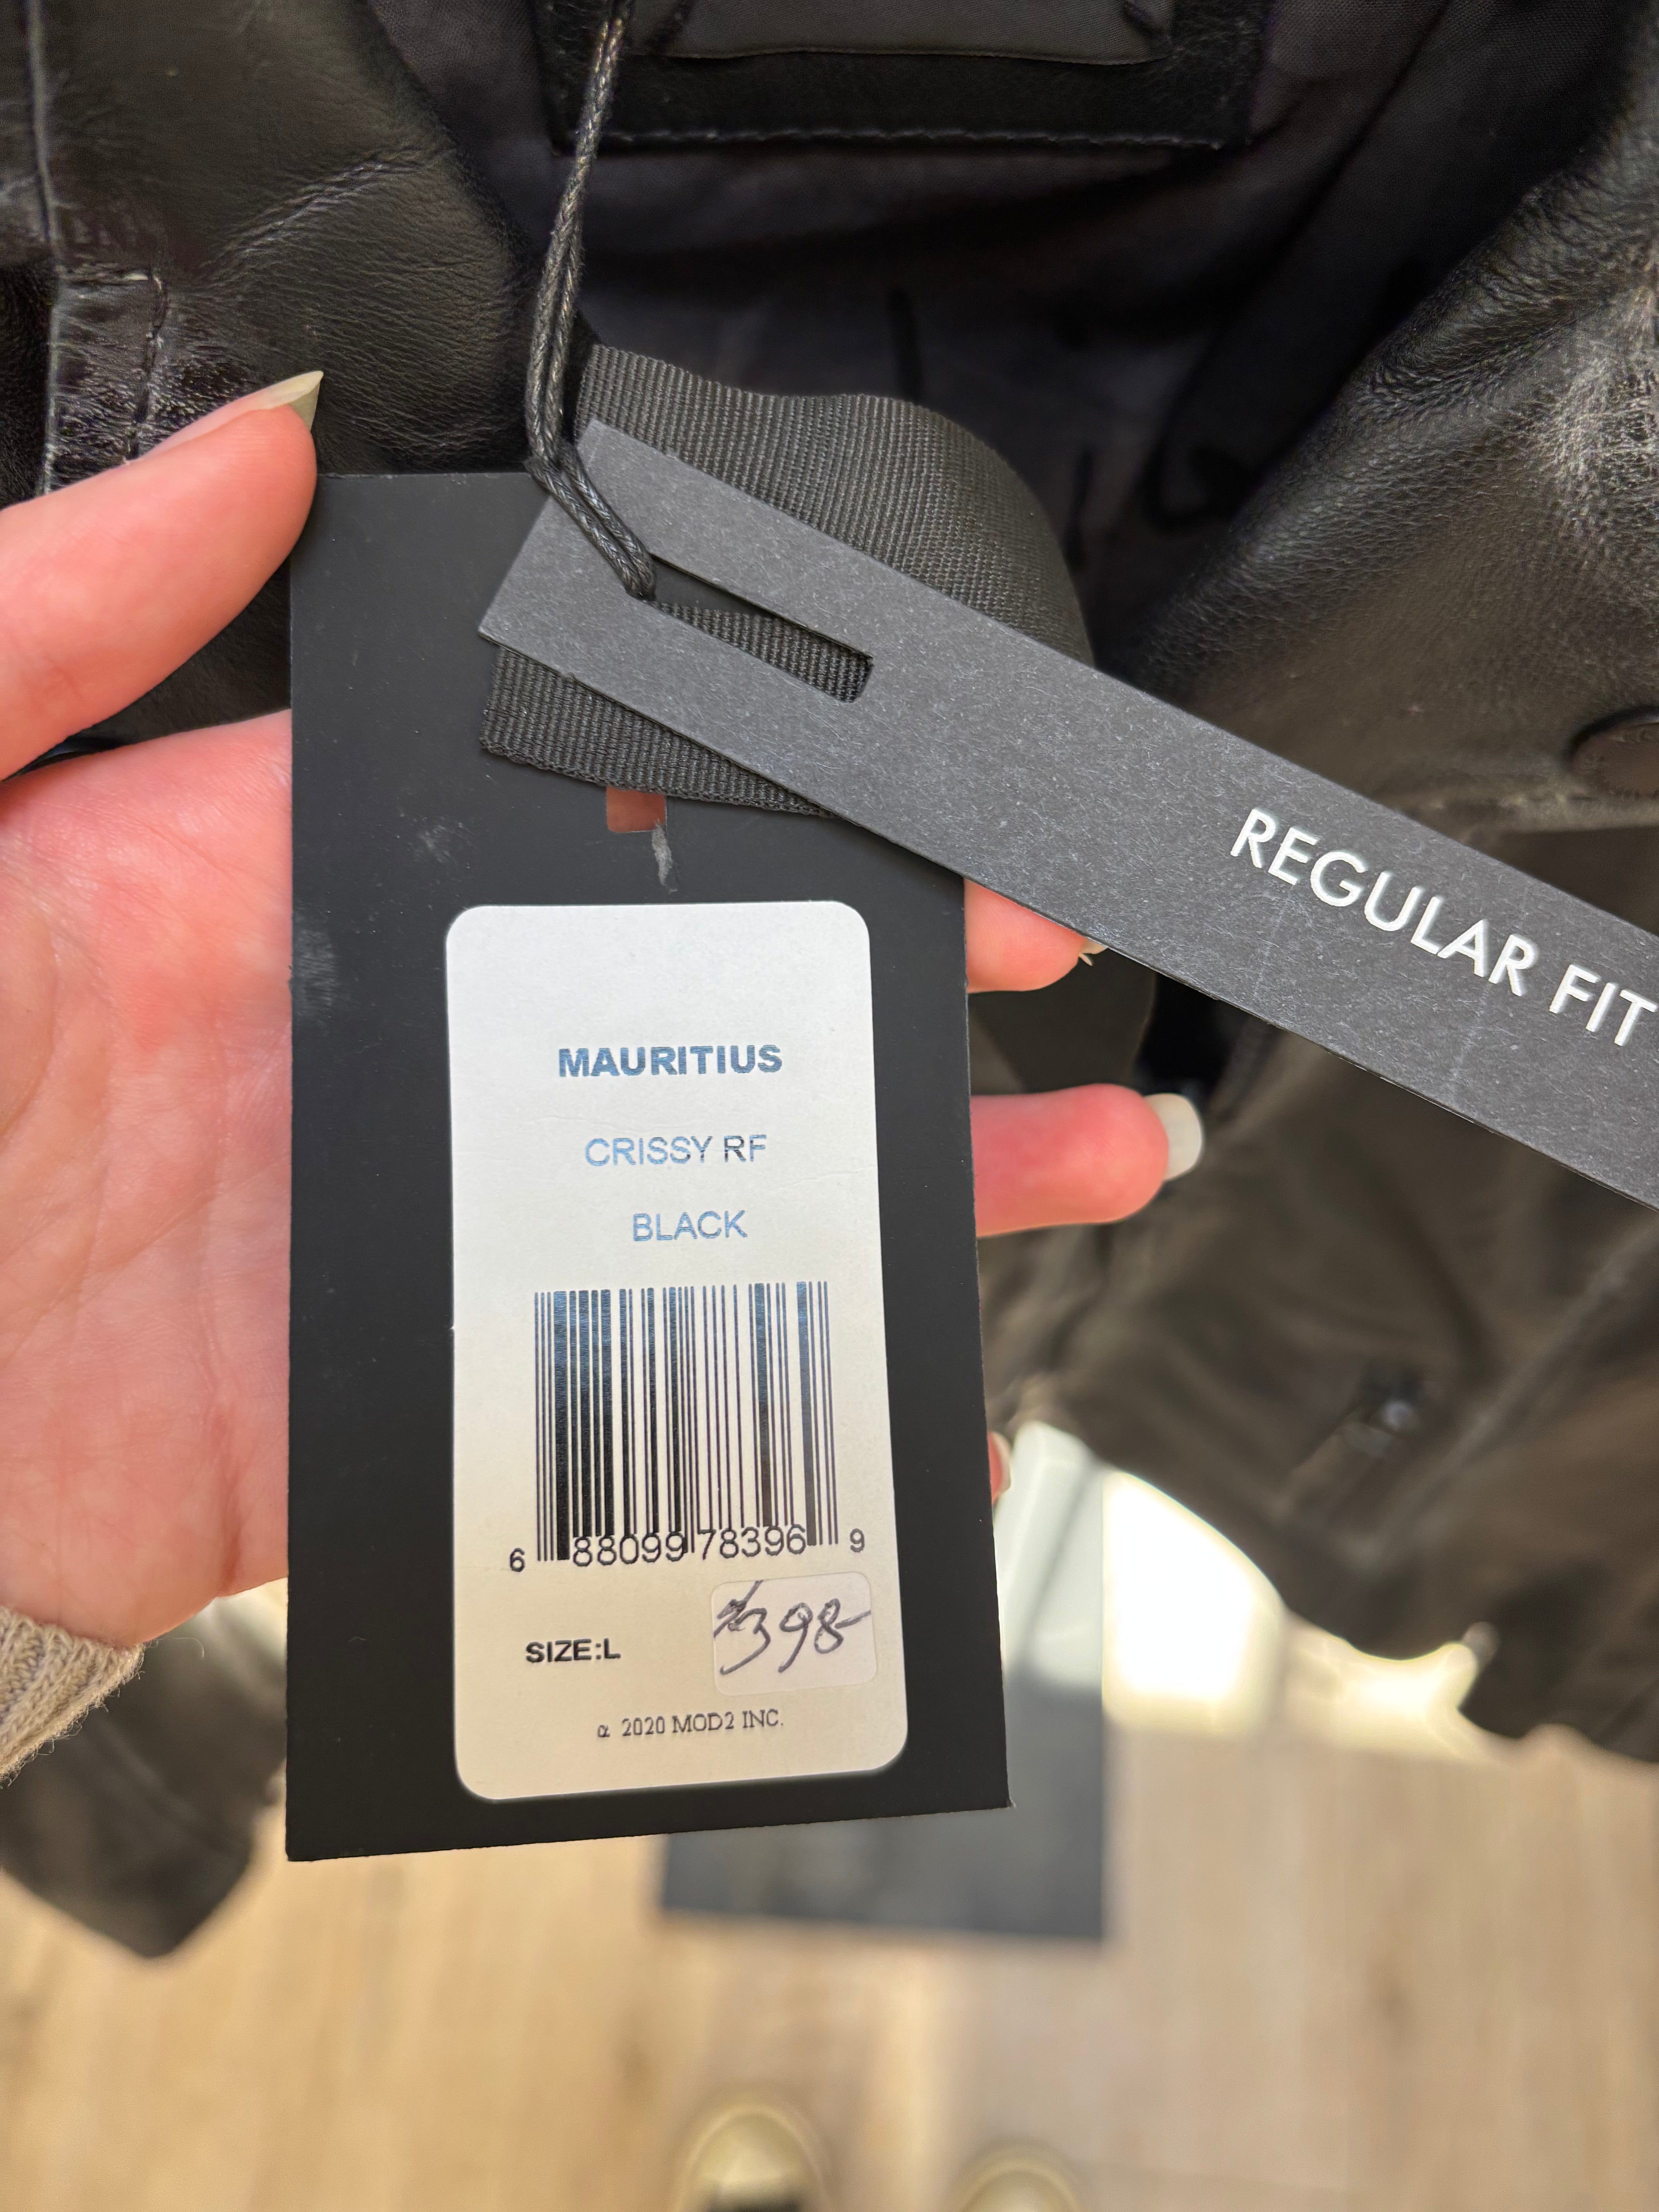 REGULAR FIT
MAURITIUS
CRISSY RF
BLACK
6 88099 78396 9
SIZE:L
$398-
α 2020 MOD2 INC.